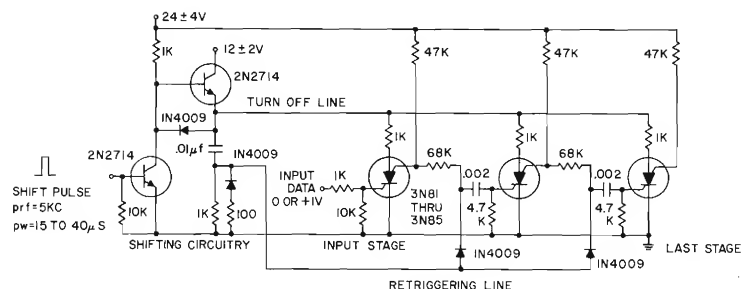 24±4V
1K
12±2V
47K
47K
47K
2N2714
TURN OFF LINE
1N4009
1K
1K
1K
.01µf
1N4009
68K
68K
2N2714
INPUT
DATA
0 OR +1V
1K
.002
.002
SHIFT PULSE
prf=5KC
pw=15 TO 40µS
10K
1K
100
10K
3N81
THRU
3N85
4.7
K
4.7
K
SHIFTING CIRCUITRY
INPUT STAGE
1N4009
1N4009
LAST STAGE
RETRIGGERING LINE